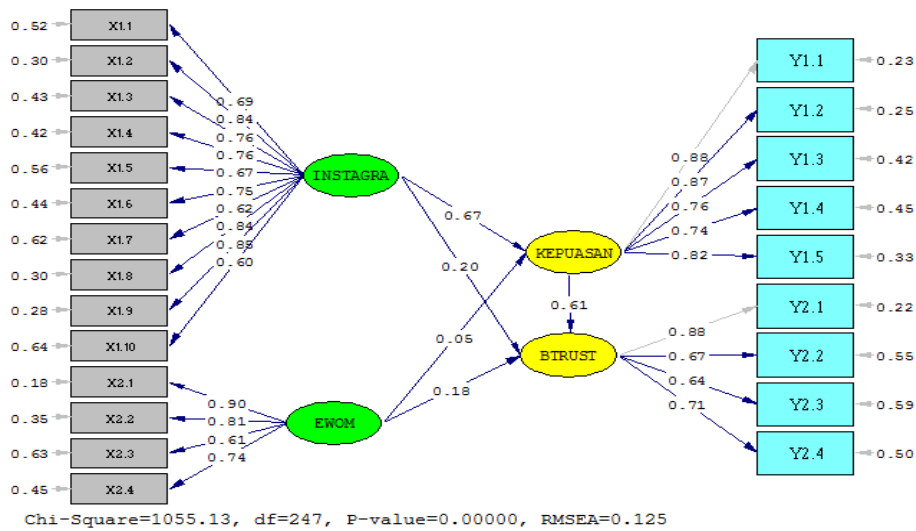 0.52 X1.1
0.30 X1.2
0.43 X1.3
0.42 X1.4
0.56 X1.5
0.44 X1.6
0.62 X1.7
0.30 X1.8
0.28 X1.9
0.64 X1.10
0.18 X2.1
0.35 X2.2
0.63 X2.3
0.45 X2.4
0.69
0.84
0.76
0.76
0.67
0.75
0.62
0.84
0.85
0.60
0.90
0.81
0.61
0.74
INSTAGRA
EWOM
0.67
0.20
0.05
0.18
KEPUASAN
0.61
BTRUST
0.88
0.87
0.76
0.74
0.82
0.88
0.67
0.64
0.71
Y1.1 0.23
Y1.2 0.25
Y1.3 0.42
Y1.4 0.45
Y1.5 0.33
Y2.1 0.22
Y2.2 0.55
Y2.3 0.59
Y2.4 0.50
Chi-Square=1055.13, df=247, P-value=0.00000, RMSEA=0.125